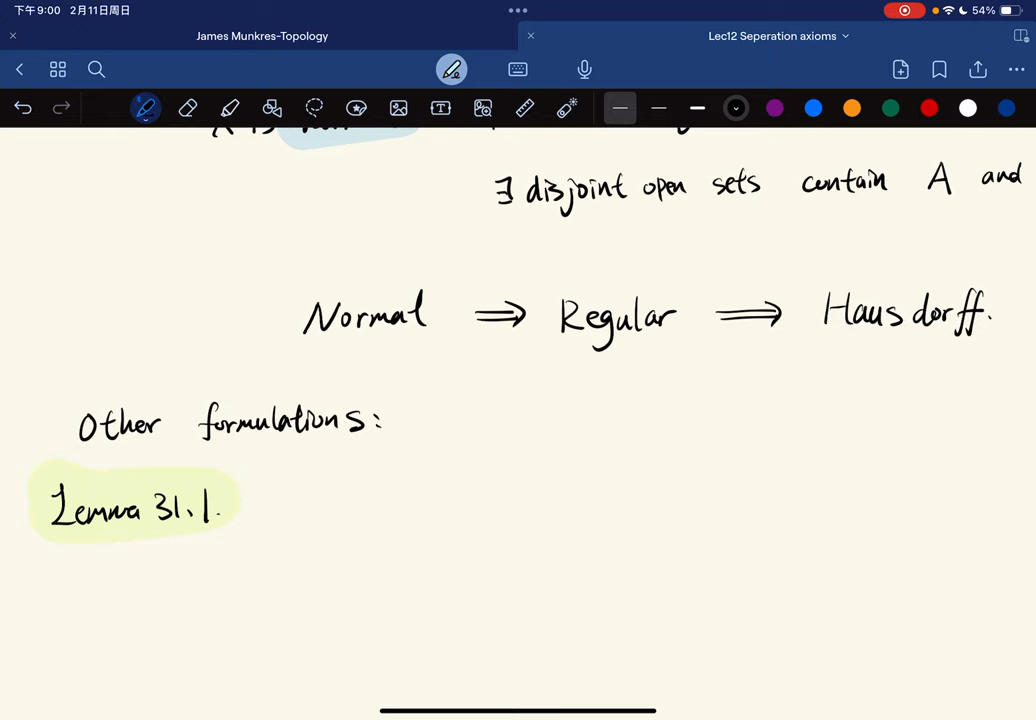 下午9:00 2月11日周日
54%
James Munkres-Topology
Lec12 Seperation axioms
X is
∃ disjoint open sets contain A and
Normal ⇒ Regular ⇒ Hausdorff.
Other formulations:
Lemma 31.1.